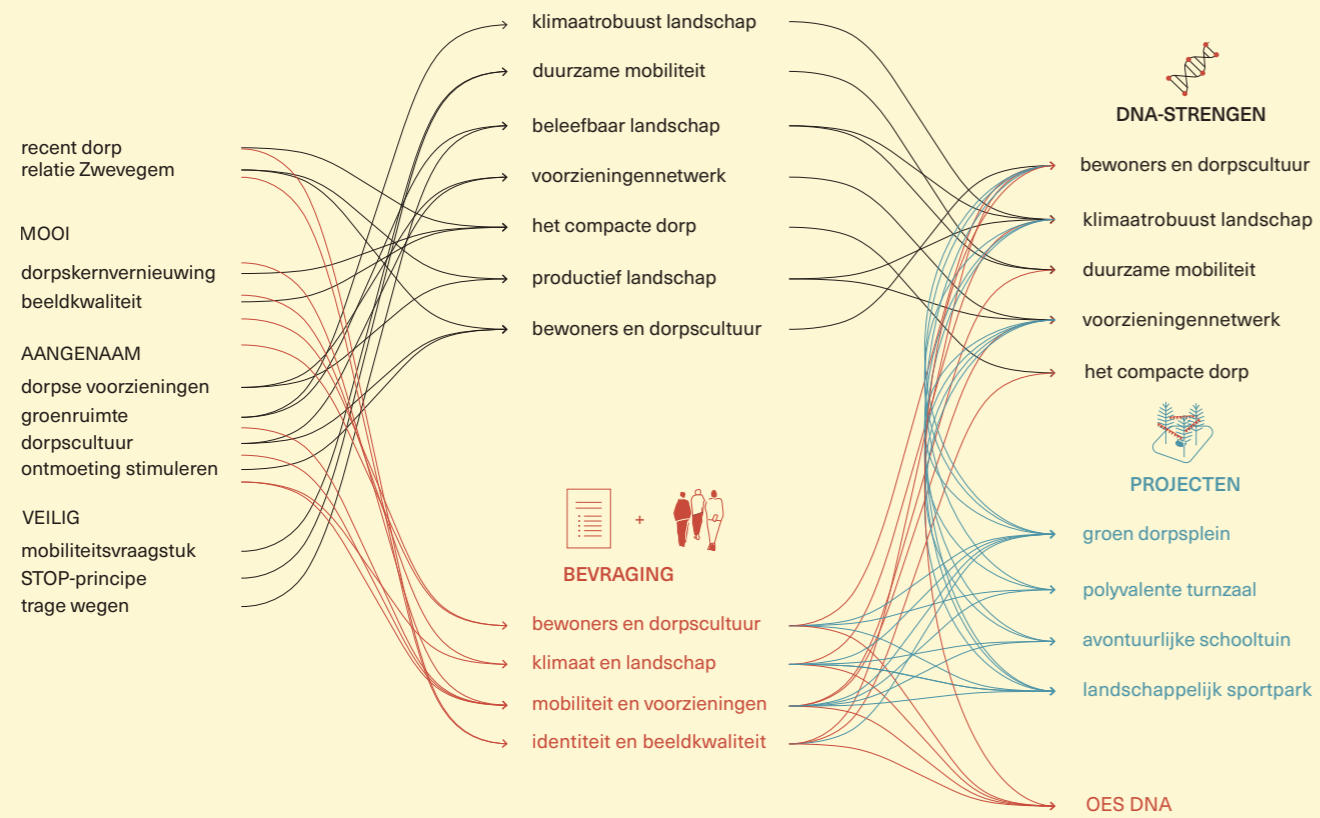 recent dorp
relatie Zwevegem
MOOI
dorpskernvernieuwing
beeldkwaliteit
AANGENAAM
dorpse voorzieningen
groenruimte
dorpscultuur
ontmoeting stimuleren
VEILIG
mobiliteitsvraagstuk
STOP-principe
trage wegen
klimaatrobuust landschap
duurzame mobiliteit
beleefbaar landschap
voorzieningennetwerk
het compacte dorp
productief landschap
bewoners en dorpscultuur
+
BEVRAGING
bewoners en dorpscultuur
klimaat en landschap
mobiliteit en voorzieningen
identiteit en beeldkwaliteit
DNA-STRENGEN
bewoners en dorpscultuur
klimaatrobuust landschap
duurzame mobiliteit
voorzieningennetwerk
het compacte dorp
PROJECTEN
groen dorpsplein
polyvalente turnzaal
avontuurlijke schooltuin
landschappelijk sportpark
OES DNA